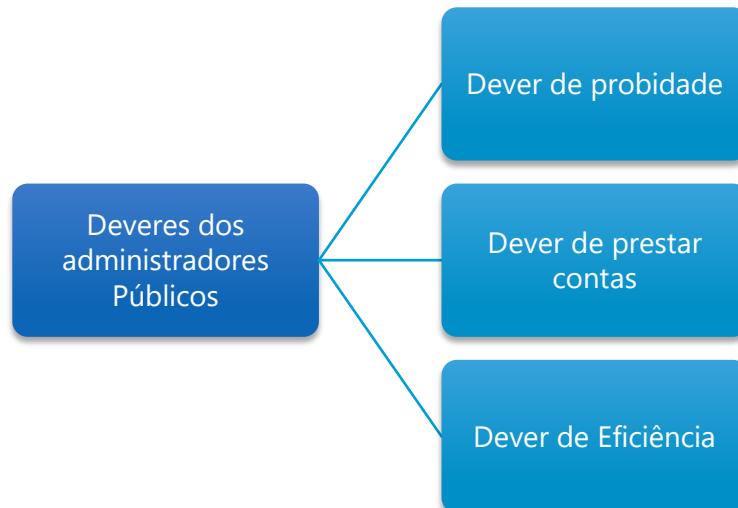 Dever de probidade
Deveres dos
administradores
Públicos
Dever de prestar
contas
Dever de Eficiência